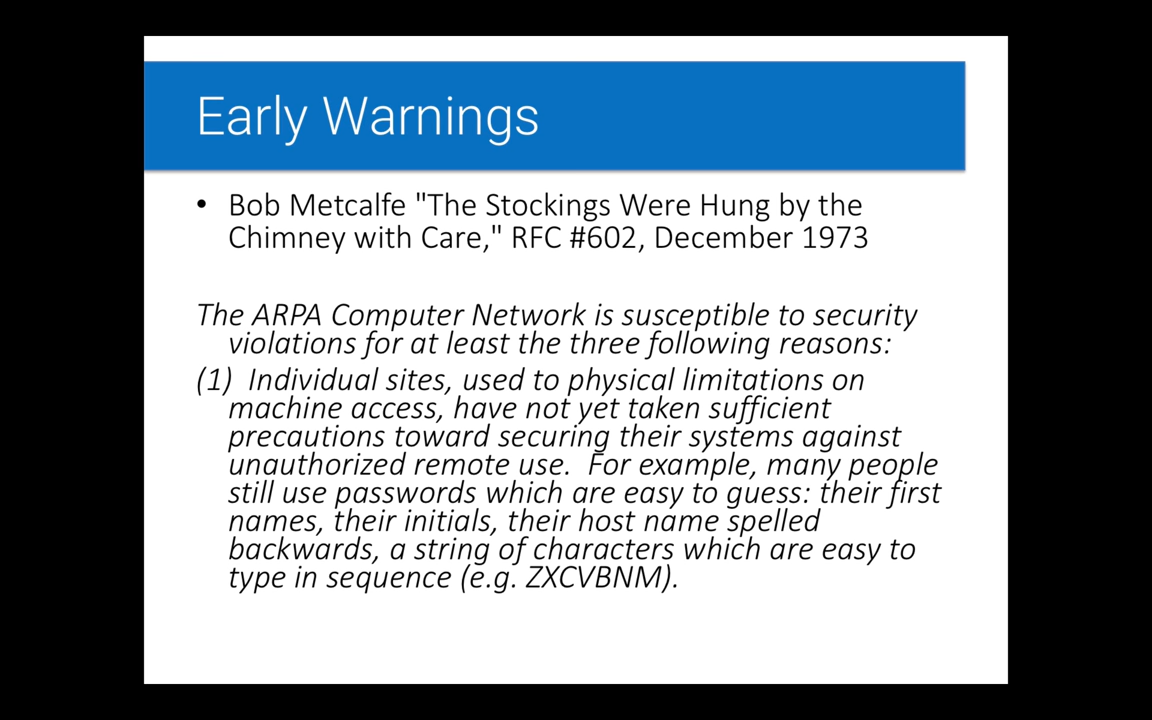 Early Warnings
• Bob Metcalfe "The Stockings Were Hung by the
Chimney with Care," RFC #602, December 1973
The ARPA Computer Network is susceptible to security
violations for at least the three following reasons:
(1)  Individual sites, used to physical limitations on
machine access, have not yet taken sufficient
precautions toward securing their systems against
unauthorized remote use.  For example, many people
still use passwords which are easy to guess: their first
names, their initials, their host name spelled
backwards, a string of characters which are easy to
type in sequence (e.g. ZXCVBNM).